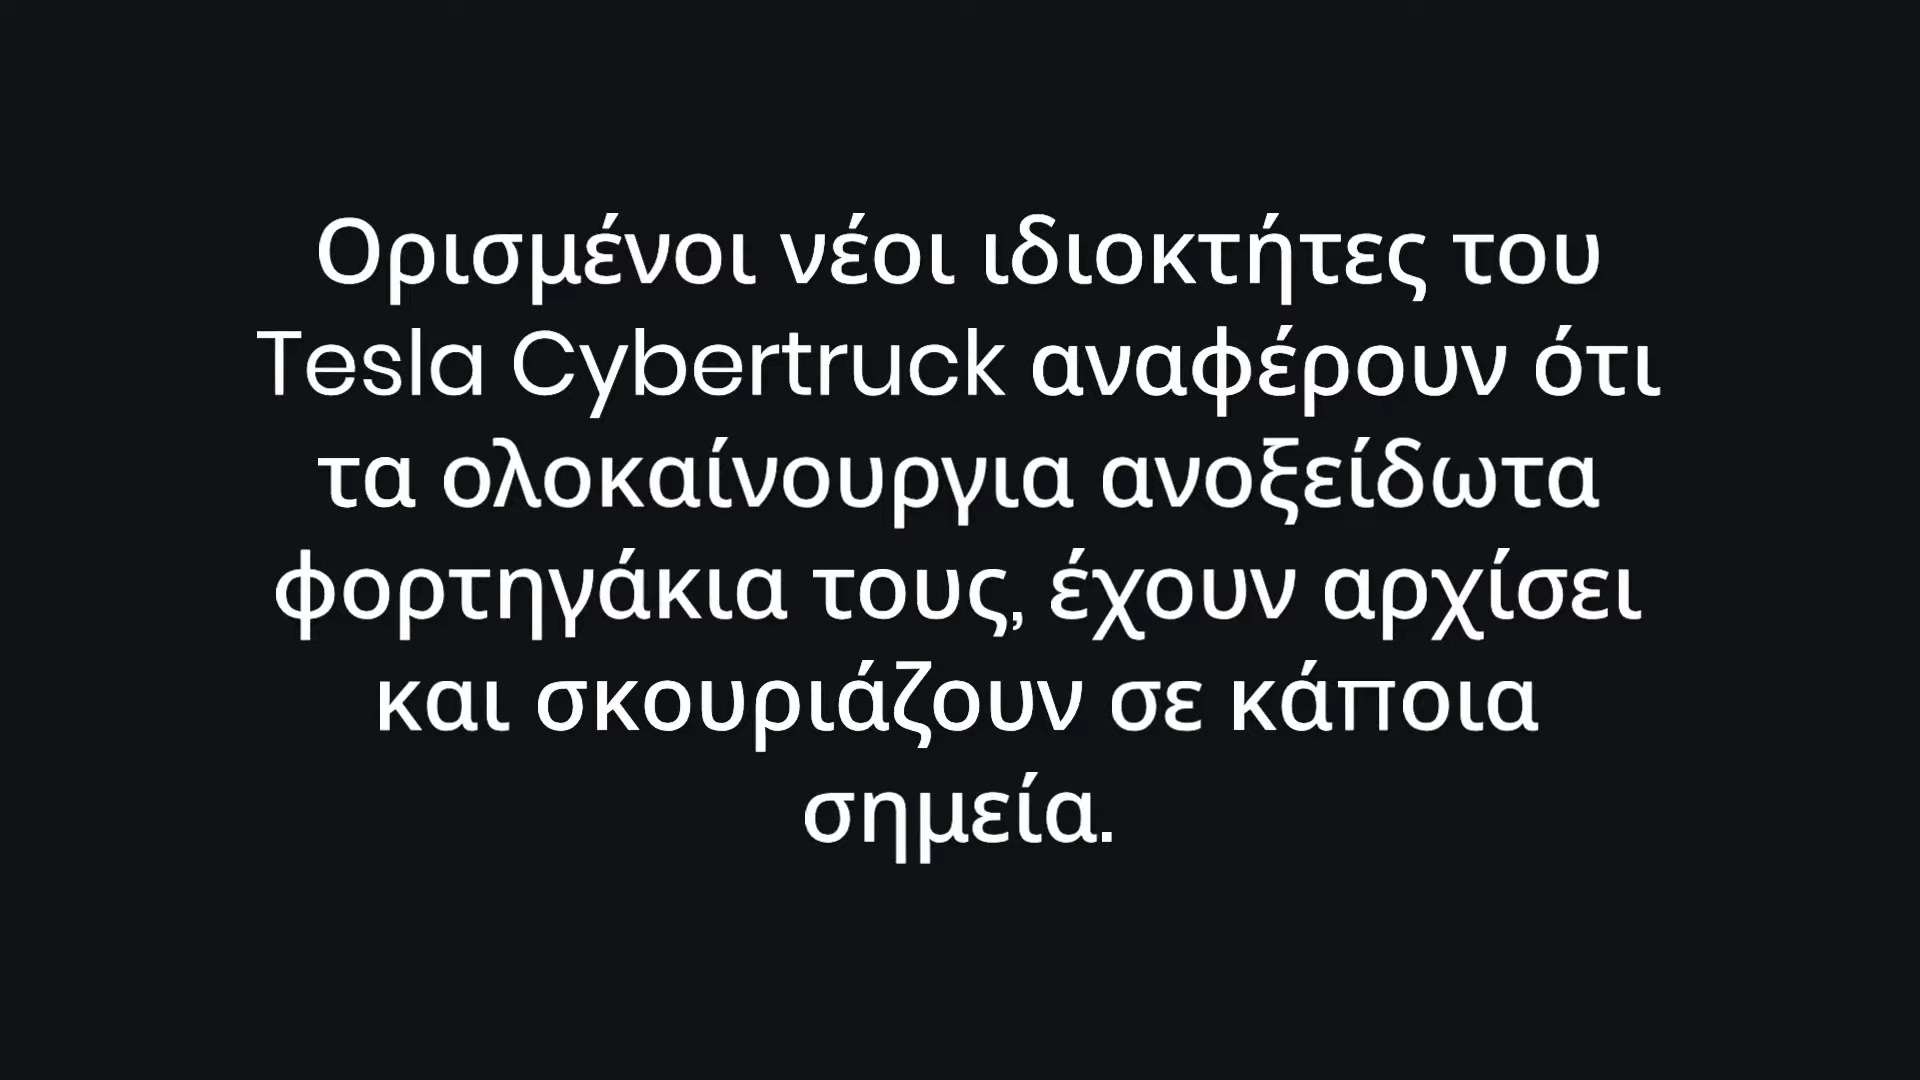 Ορισμένοι νέοι ιδιοκτήτες του
Tesla Cybertruck αναφέρουν ότι
τα ολοκαίνουργια ανοξείδωτα
φορτηγάκια τους, έχουν αρχίσει
και σκουριάζουν σε κάποια
σημεία.